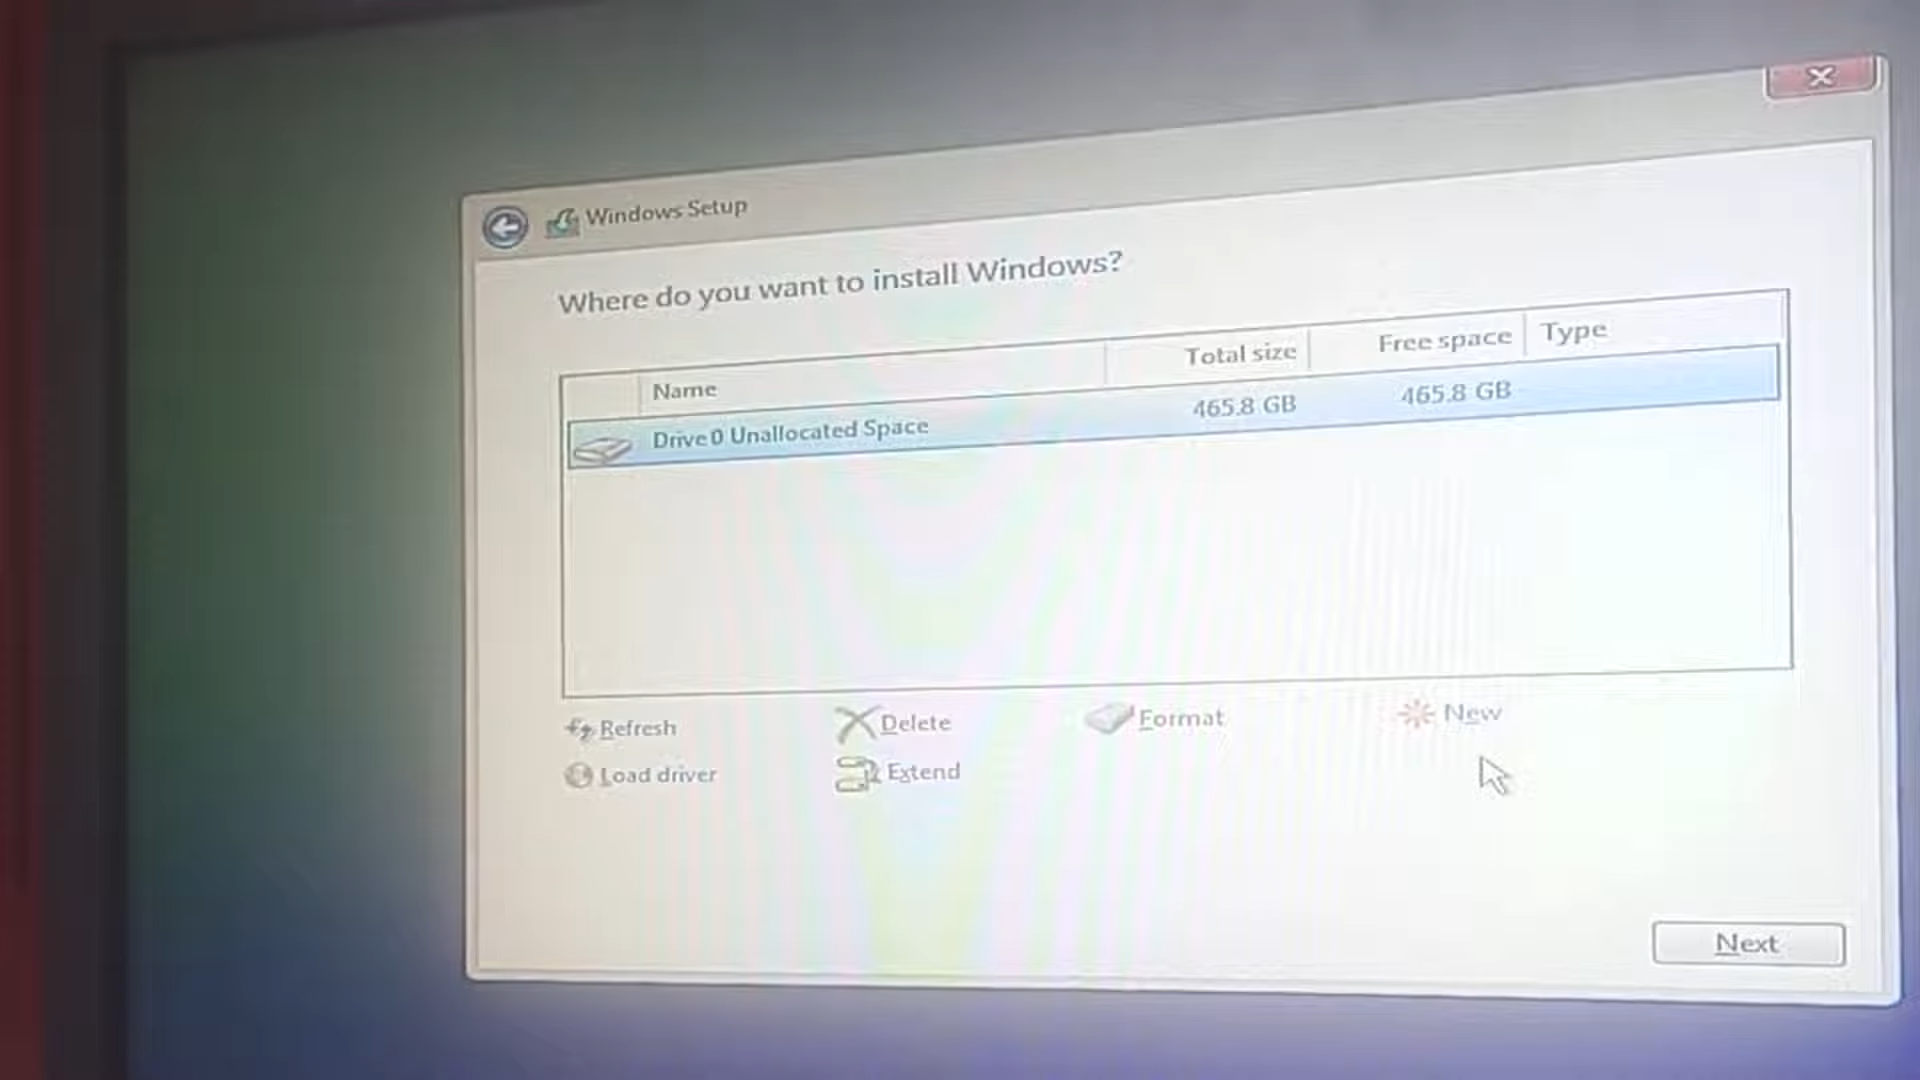 Windows Setup
Where do you want to install Windows?
Name Total size Free space Type
Drive 0 Unallocated Space 465.8 GB 465.8 GB
Refresh Delete Format New
Load driver Extend
Next